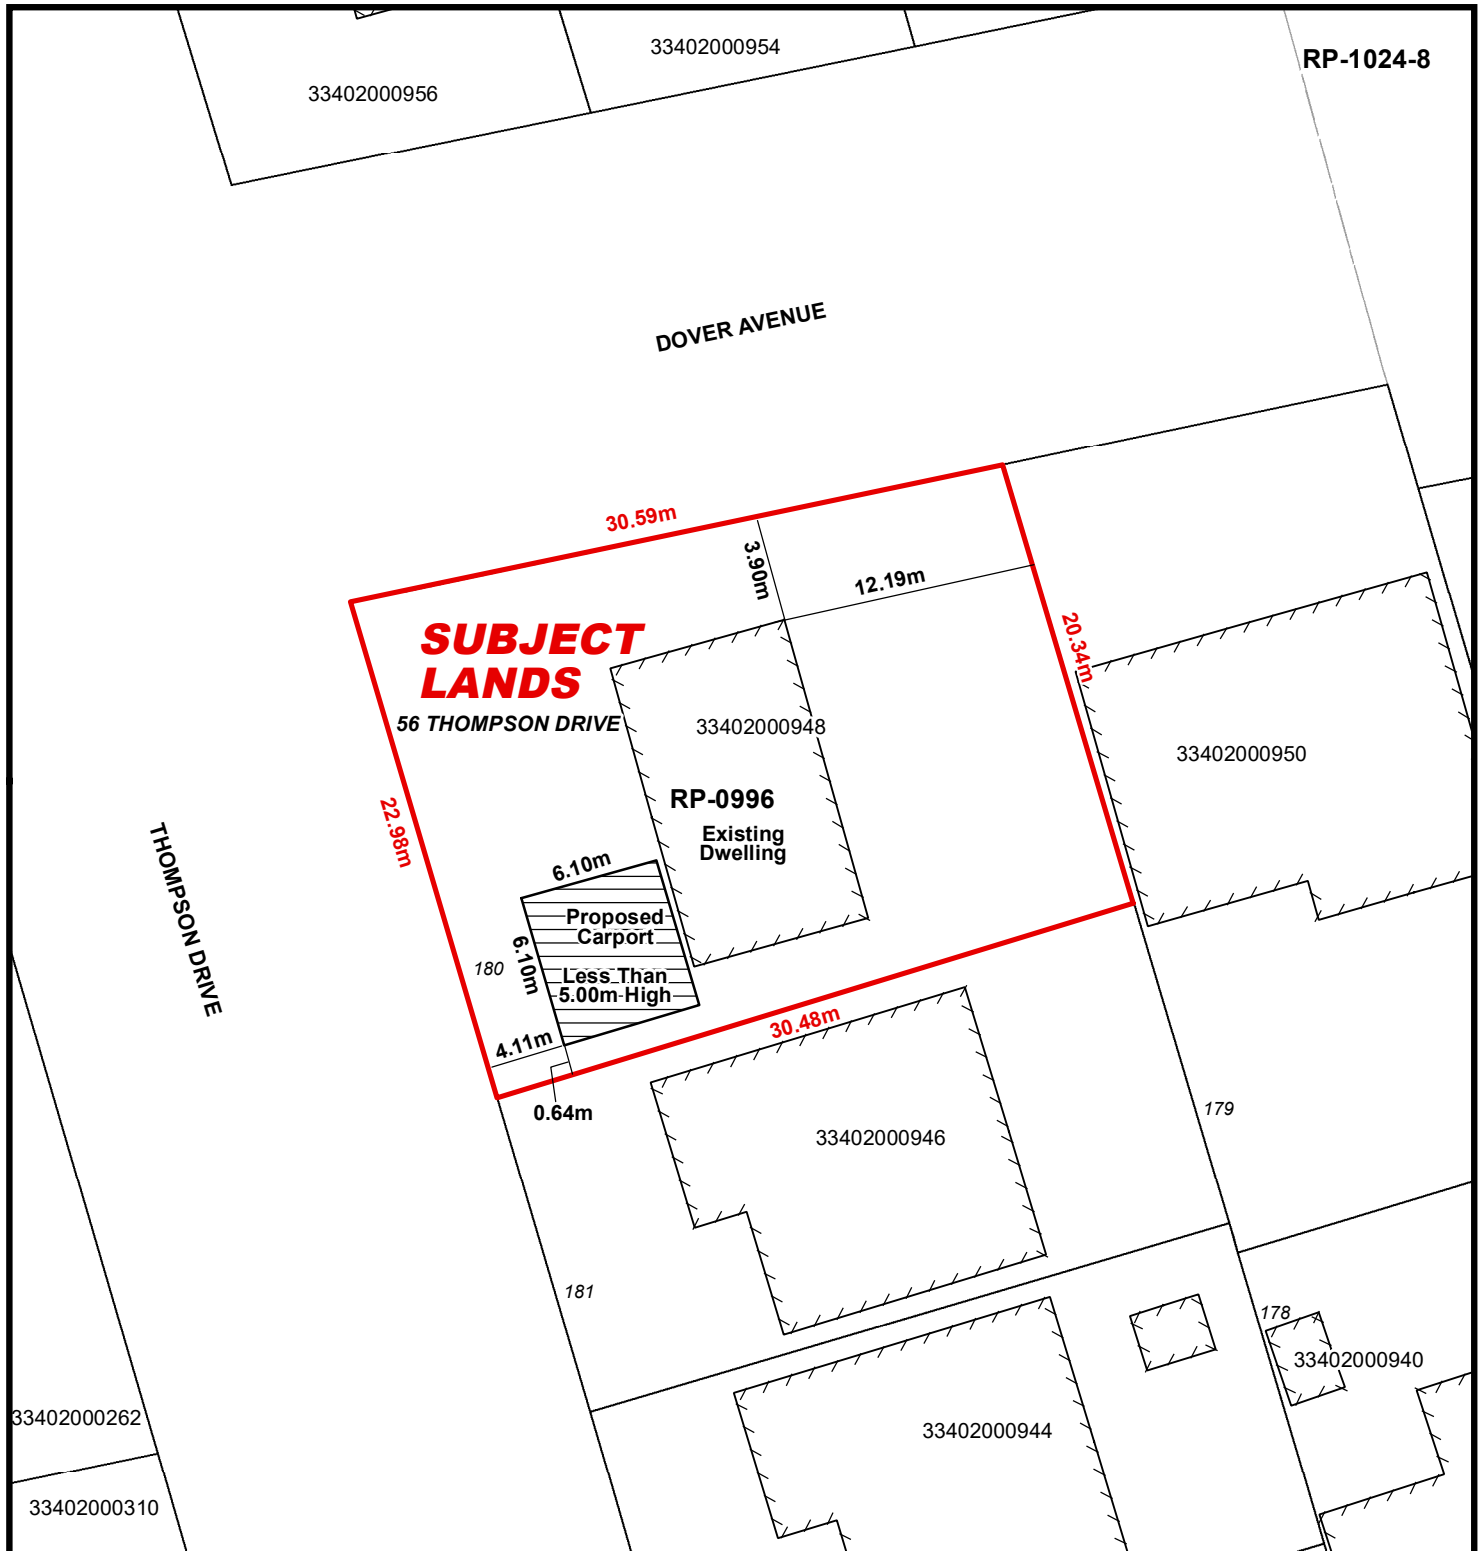 33402000954
RP-1024-8
33402000956
DOVER AVENUE
30.59m
3.90m
12.19m
SUBJECT
LANDS
56 THOMPSON DRIVE
20.34m
33402000948
33402000950
RP-0996
22.98m
Existing
Dwelling
THOMPSON DRIVE
6.10m
Proposed
Carport
6.10m
180
Less Than
5.00m High
30.48m
4.11m
0.64m
179
33402000946
181
178
33402000940
33402000262
33402000944
33402000310